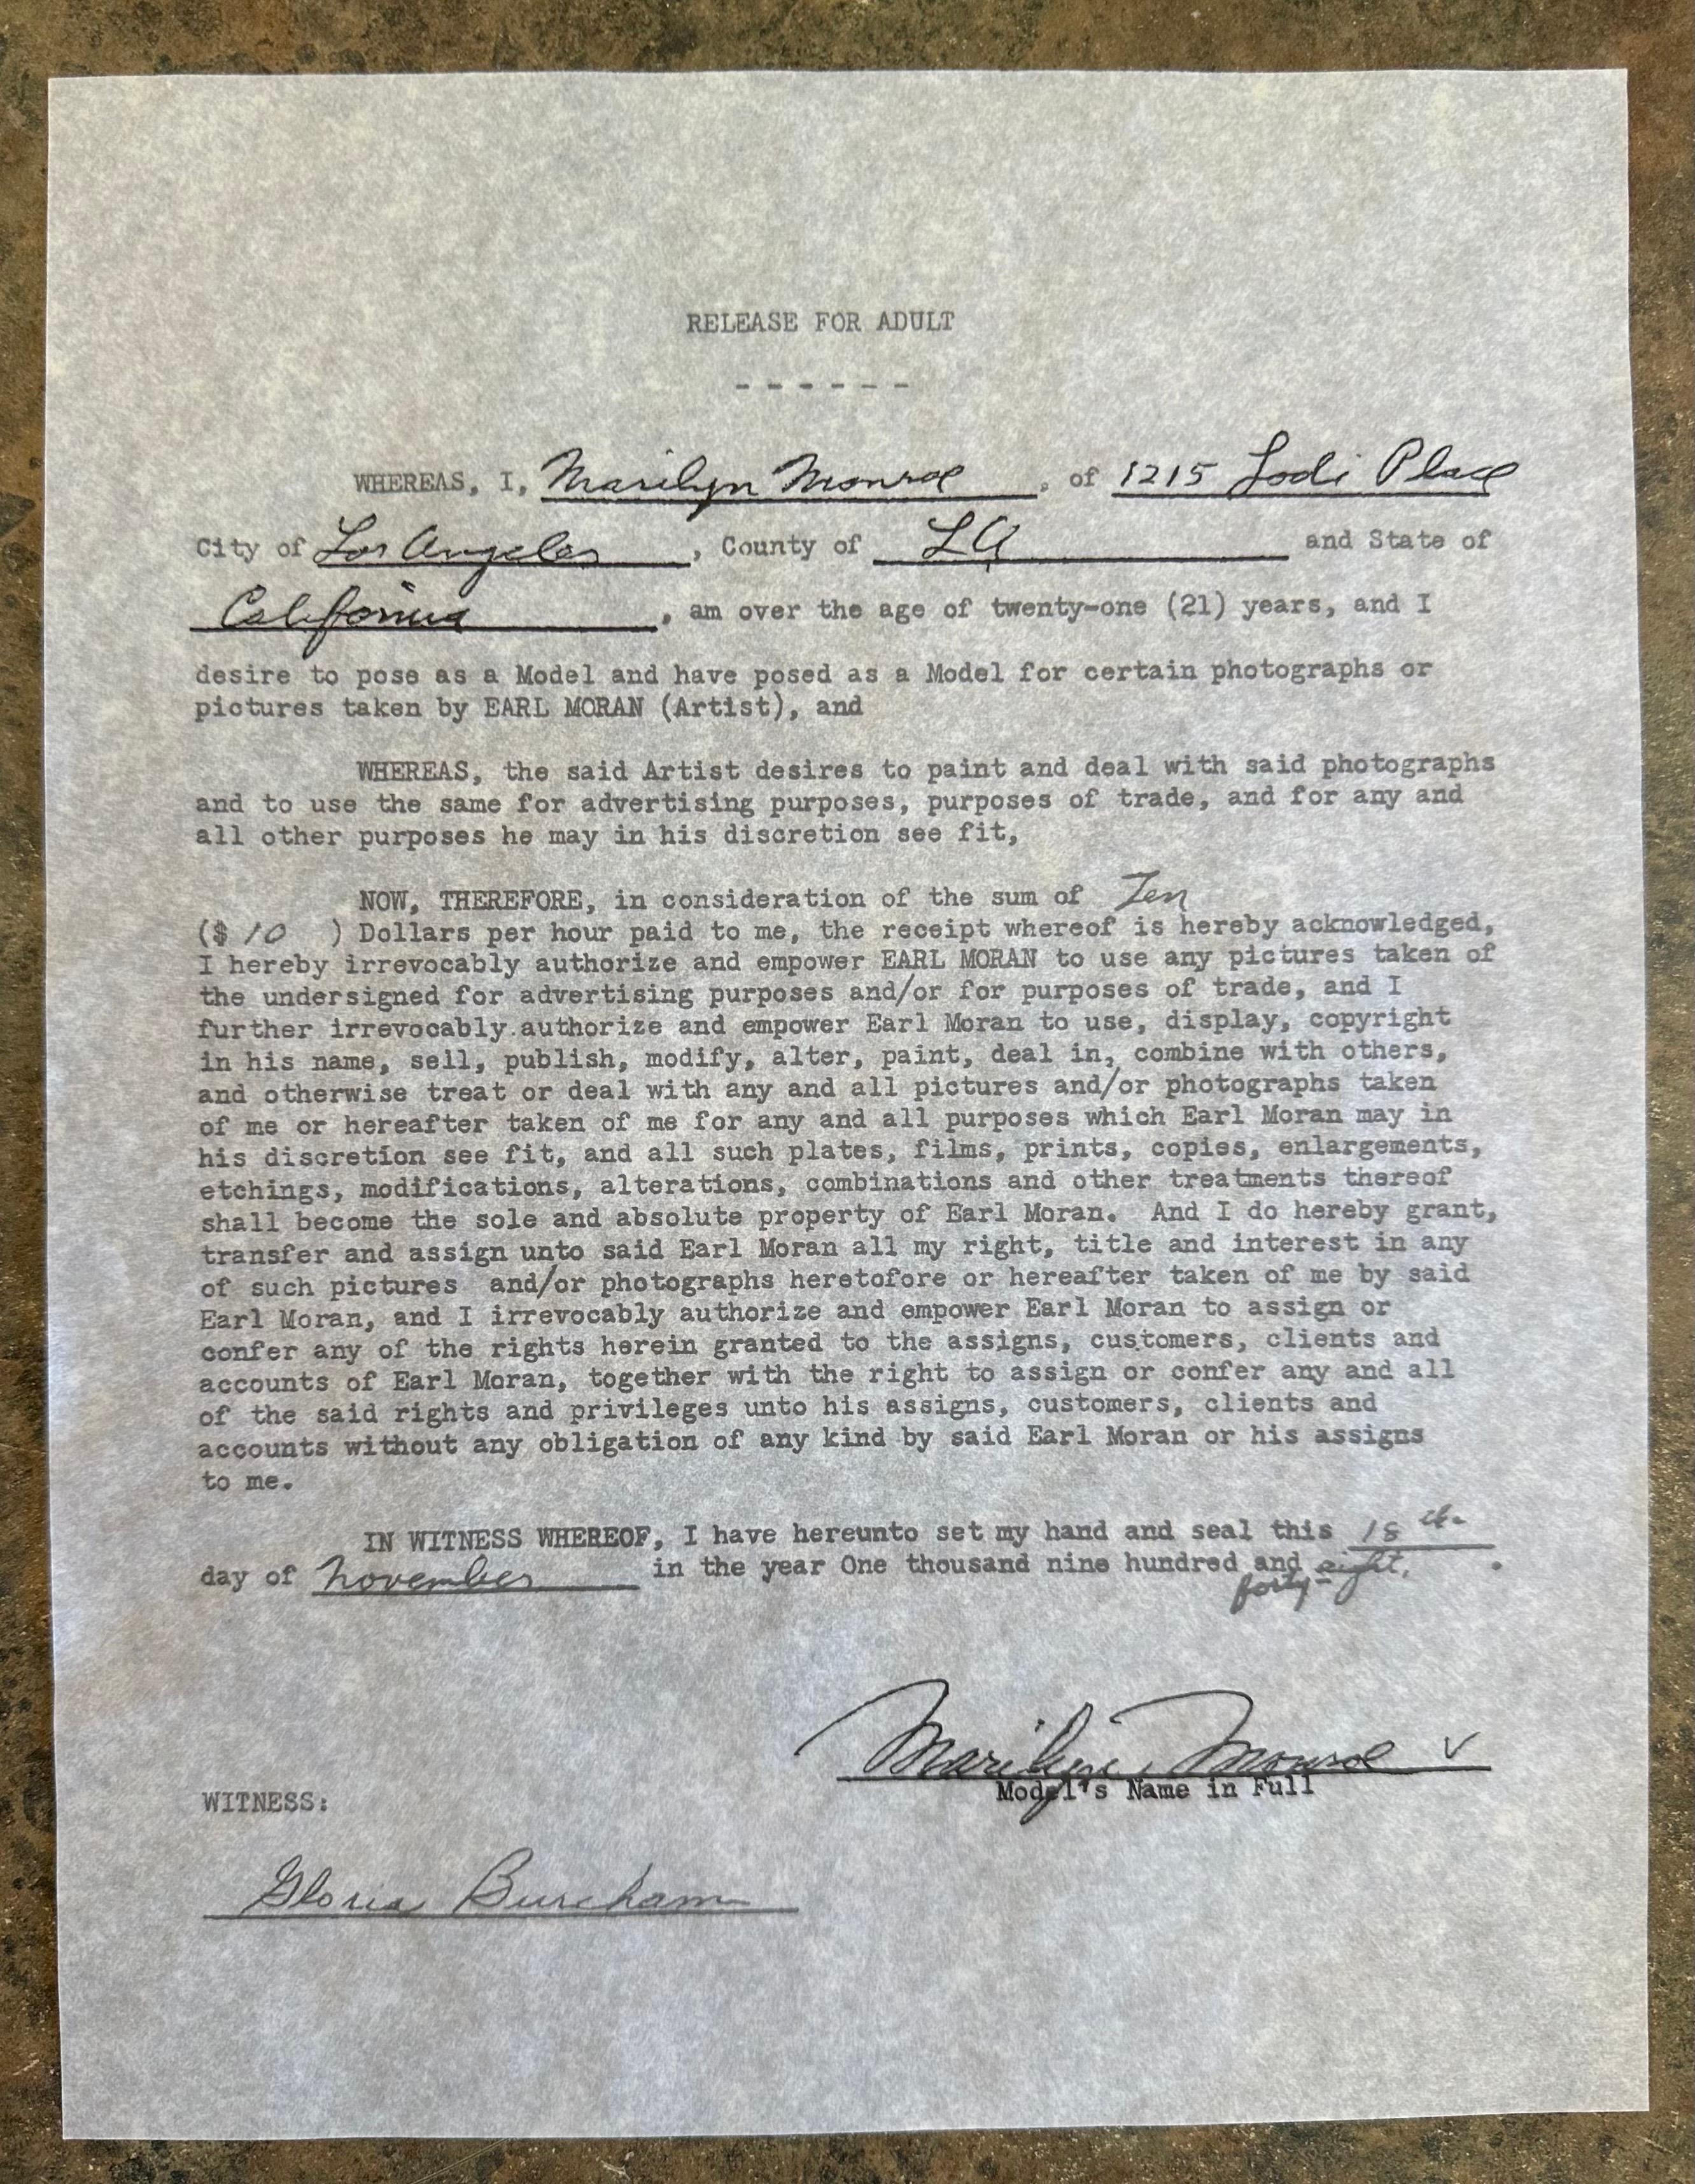 RELEASE FOR ADULT
------
WHEREAS, I, Marilyn Monroe, of 1215 Lodi Place
City of Los Angeles, County of LA and State of
California, am over the age of twenty-one (21) years, and I
desire to pose as a Model and have posed as a Model for certain photographs or
pictures taken by EARL MORAN (Artist), and
WHEREAS, the said Artist desires to paint and deal with said photographs
and to use the same for advertising purposes, purposes of trade, and for any and
all other purposes he may in his discretion see fit,
NOW, THEREFORE, in consideration of the sum of Ten
($ 10 ) Dollars per hour paid to me, the receipt whereof is hereby acknowledged,
I hereby irrevocably authorize and empower EARL MORAN to use any pictures taken of
the undersigned for advertising purposes and/or for purposes of trade, and I
further irrevocably.authorize and empower Earl Moran to use, display, copyright
in his name, sell, publish, modify, alter, paint, deal in, combine with others,
and otherwise treat or deal with any and all pictures and/or photographs taken
of me or hereafter taken of me for any and all purposes which Earl Moran may in
his discretion see fit, and all such plates, films, prints, copies, enlargements,
etchings, modifications, alterations, combinations and other treatments thereof
shall become the sole and absolute property of Earl Moran. And I do hereby grant,
transfer and assign unto said Earl Moran all my right, title and interest in any
of such pictures and/or photographs heretofore or hereafter taken of me by said
Earl Moran, and I irrevocably authorize and empower Earl Moran to assign or
confer any of the rights herein granted to the assigns, customers, clients and
accounts of Earl Moran, together with the right to assign or confer any and all
of the said rights and privileges unto his assigns, customers, clients and
accounts without any obligation of any kind by said Earl Moran or his assigns
to me.
IN WITNESS WHEREOF, I have hereunto set my hand and seal this 18th
day of November in the year One thousand nine hundred and forty-eight.
Marilyn Monroe
Model's Name in Full
WITNESS:
Gloria Burcham